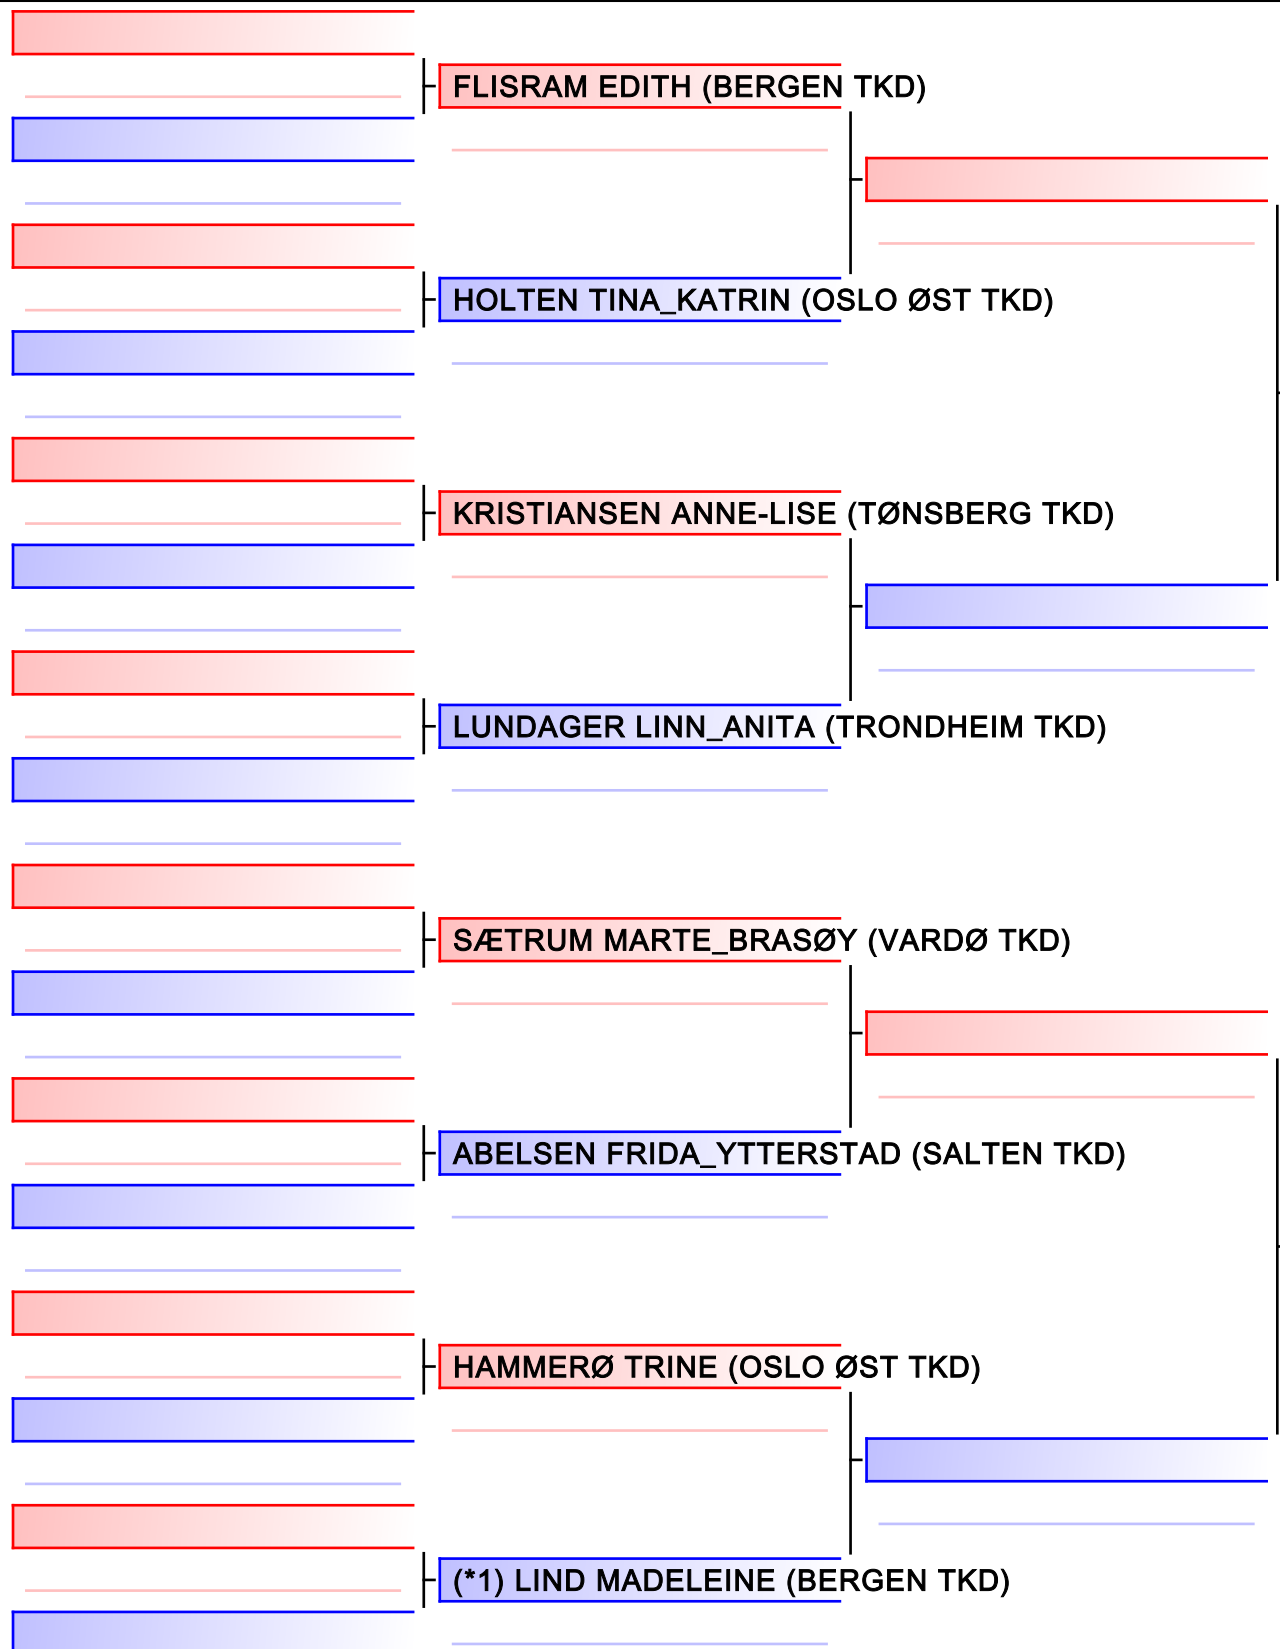 FLISRAM EDITH (BERGEN TKD)
HOLTEN TINA_KATRIN (OSLO ØST TKD)
KRISTIANSEN ANNE-LISE (TØNSBERG TKD)
LUNDAGER LINN_ANITA (TRONDHEIM TKD)
SÆTRUM MARTE_BRASØY (VARDØ TKD)
ABELSEN FRIDA_YTTERSTAD (SALTEN TKD)
HAMMERØ TRINE (OSLO ØST TKD)
(*1) LIND MADELEINE (BERGEN TKD)